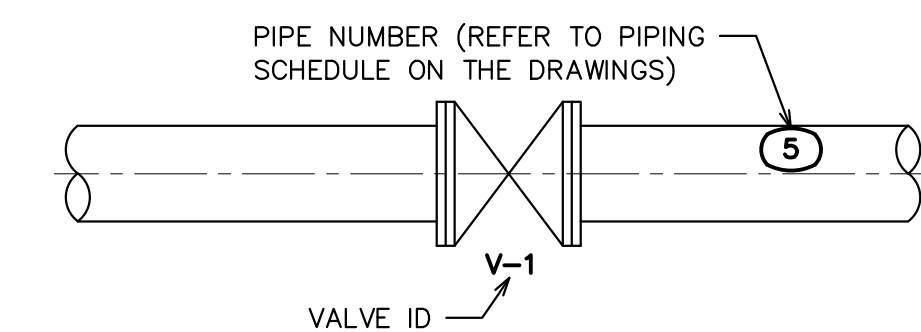 PIPE NUMBER (REFER TO PIPING
SCHEDULE ON THE DRAWINGS)
5
V-1
VALVE ID